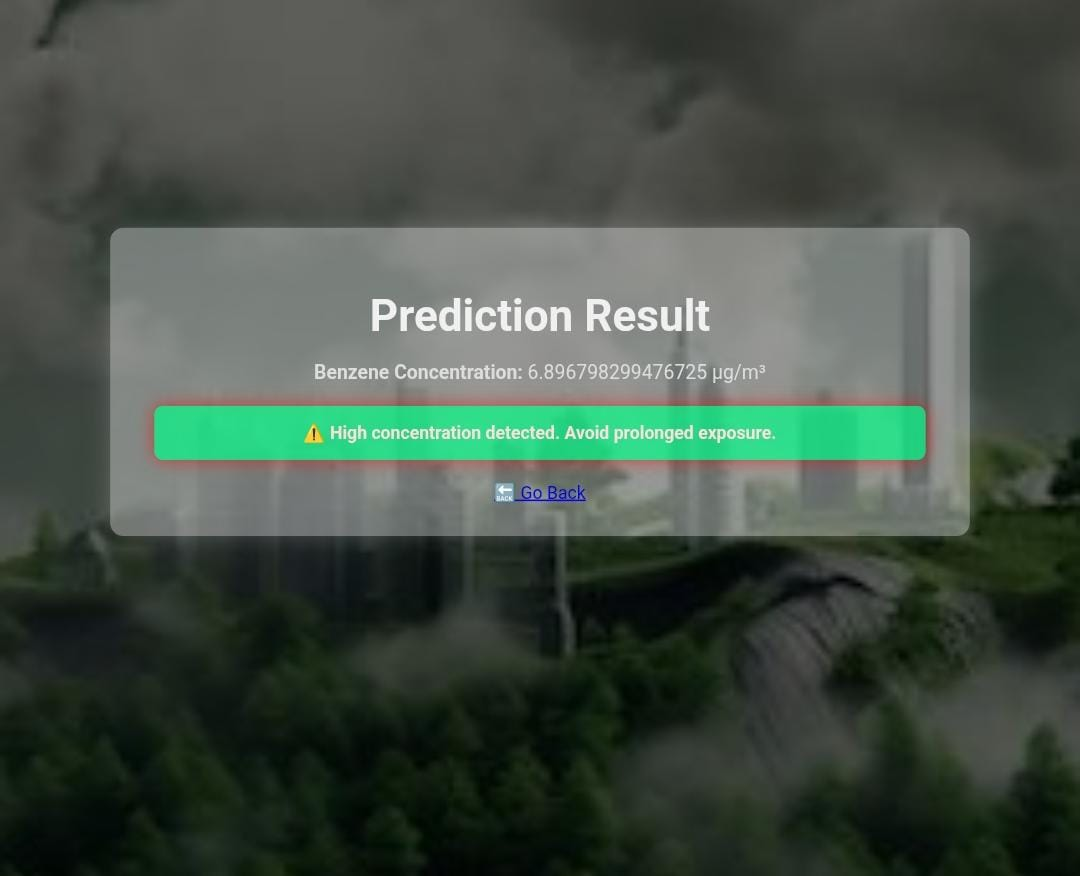 Prediction Result
Benzene Concentration: 6.896798299476725 µg/m³
⚠️ High concentration detected. Avoid prolonged exposure.
🔙 Go Back